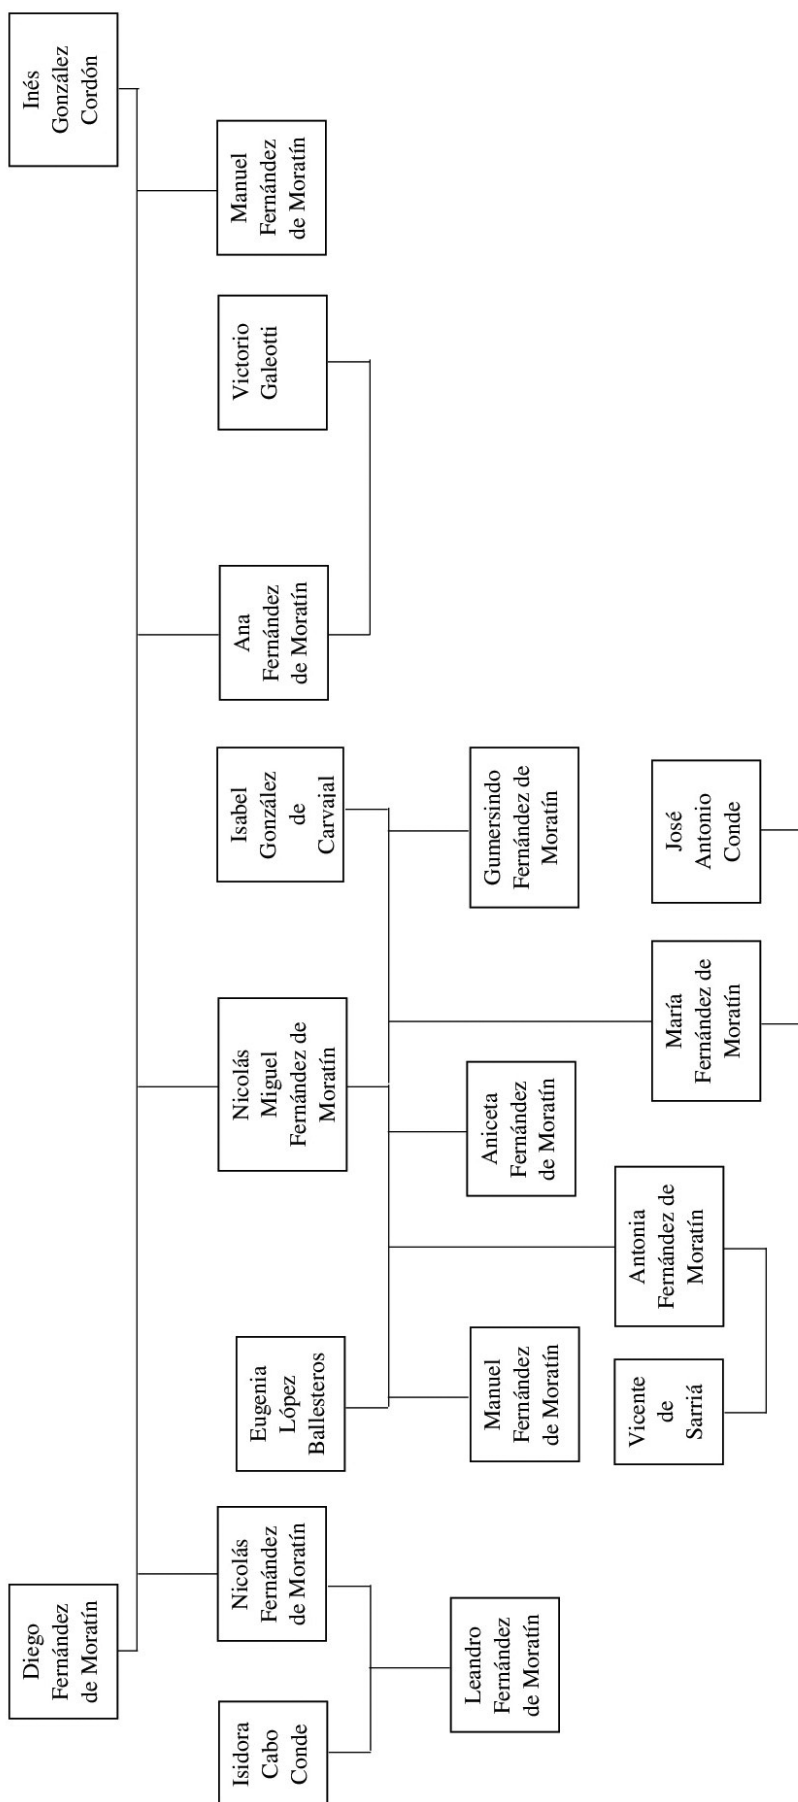 Diego
Fernández
de Moratín
Inés
González
Cordón
Isidora
Cabo
Conde
Nicolás
Fernández
de Moratín
Eugenia
López
Ballesteros
Nicolás
Miguel
Fernández de
Moratín
Isabel
González
de
Carvajal
Ana
Fernández
de Moratín
Victorio
Galeotti
Manuel
Fernández
de Moratín
Leandro
Fernández
de Moratín
Manuel
Fernández
de Moratín
Aniceta
Fernández
de Moratín
Gumersindo
Fernández de
Moratín
Vicente
de
Sarriá
Antonia
Fernández de
Moratín
María
Fernández de
Moratín
José
Antonio
Conde